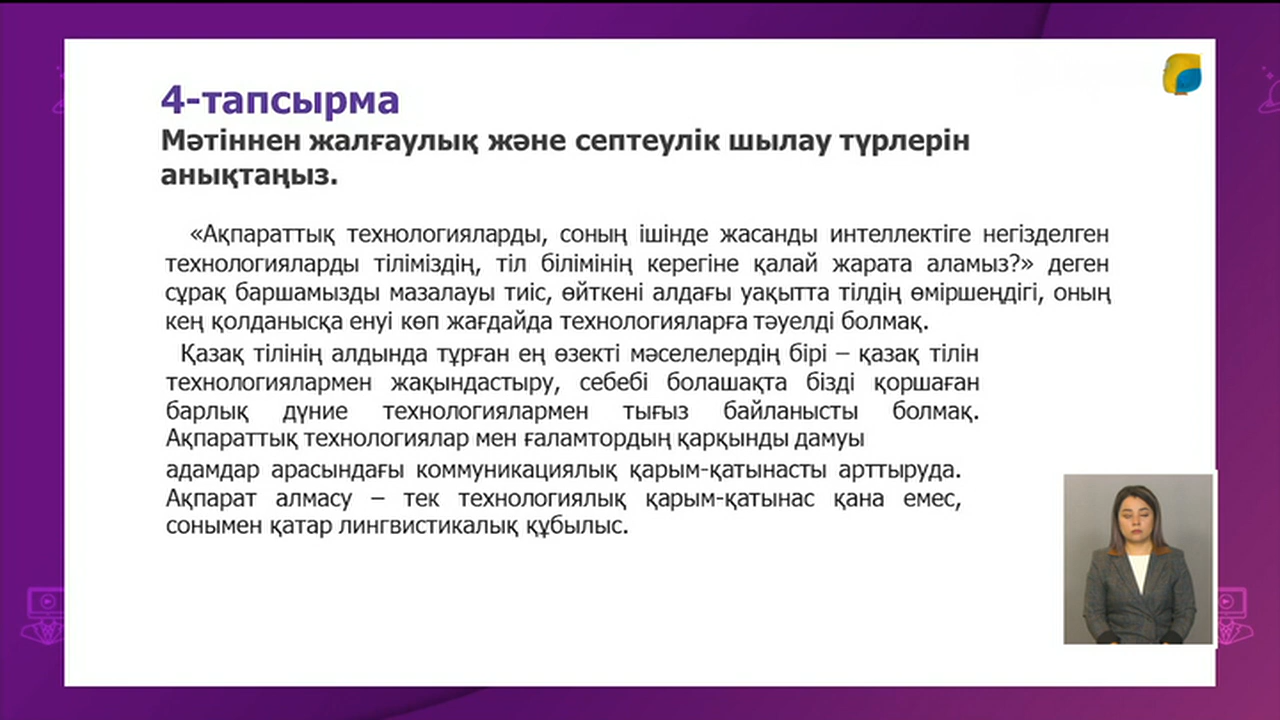 4-тапсырма
Мәтіннен жалғаулық және септеулік шылау түрлерін
анықтаңыз.
«Ақпараттық технологияларды, соның ішінде жасанды интеллектіге негізделген
технологияларды тіліміздің, тіл білімінің керегіне қалай жарата аламыз?» деген
сұрақ баршамызды мазалауы тиіс, өйткені алдағы уақытта тілдің өміршеңдігі, оның
кең қолданысқа енуі көп жағдайда технологияларға тәуелді болмақ.
Қазақ тілінің алдында тұрған ең өзекті мәселелердің бірі – қазақ тілін
технологиялармен жақындастыру, себебі болашақта бізді қоршаған
барлық дүние технологиялармен тығыз байланысты болмақ.
Ақпараттық технологиялар мен ғаламтордың қарқынды дамуы
адамдар арасындағы коммуникациялық қарым-қатынасты арттыруда.
Ақпарат алмасу – тек технологиялық қарым-қатынас қана емес,
сонымен қатар лингвистикалық құбылыс.